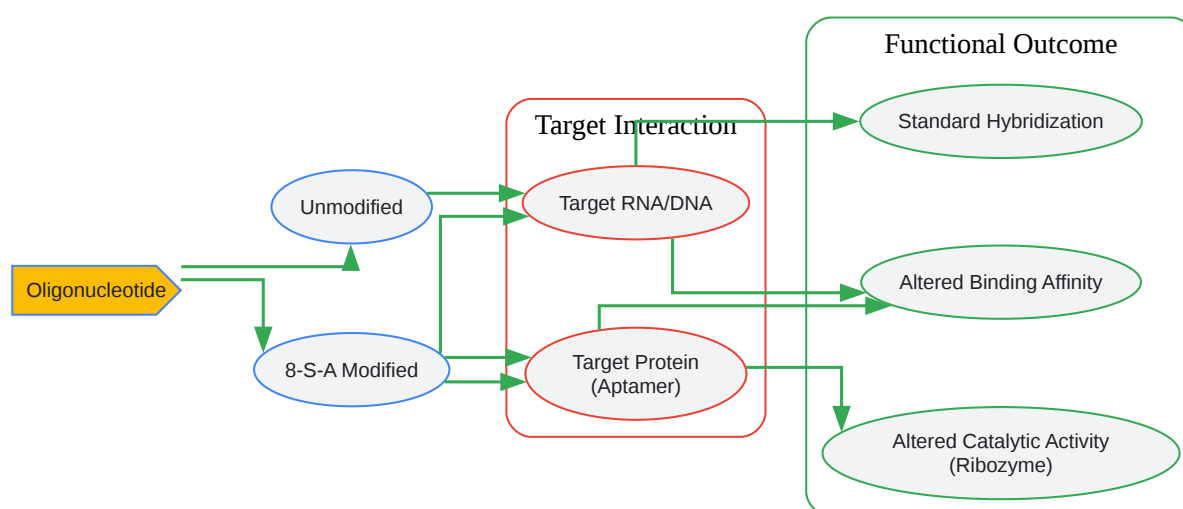 Functional Outcome
Target Interaction
Standard Hybridization
Unmodified
Target RNA/DNA
Oligonucleotide
Altered Binding Affinity
8-S-A Modified
Target Protein
(Aptamer)
Altered Catalytic Activity
(Ribozyme)